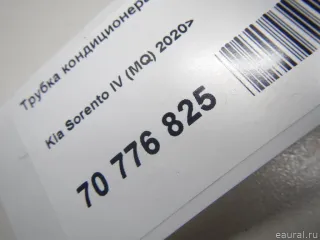 Трубка кондиционера
Kia Sorento IV (MQ) 2020>
70 776 825
eaural.ru